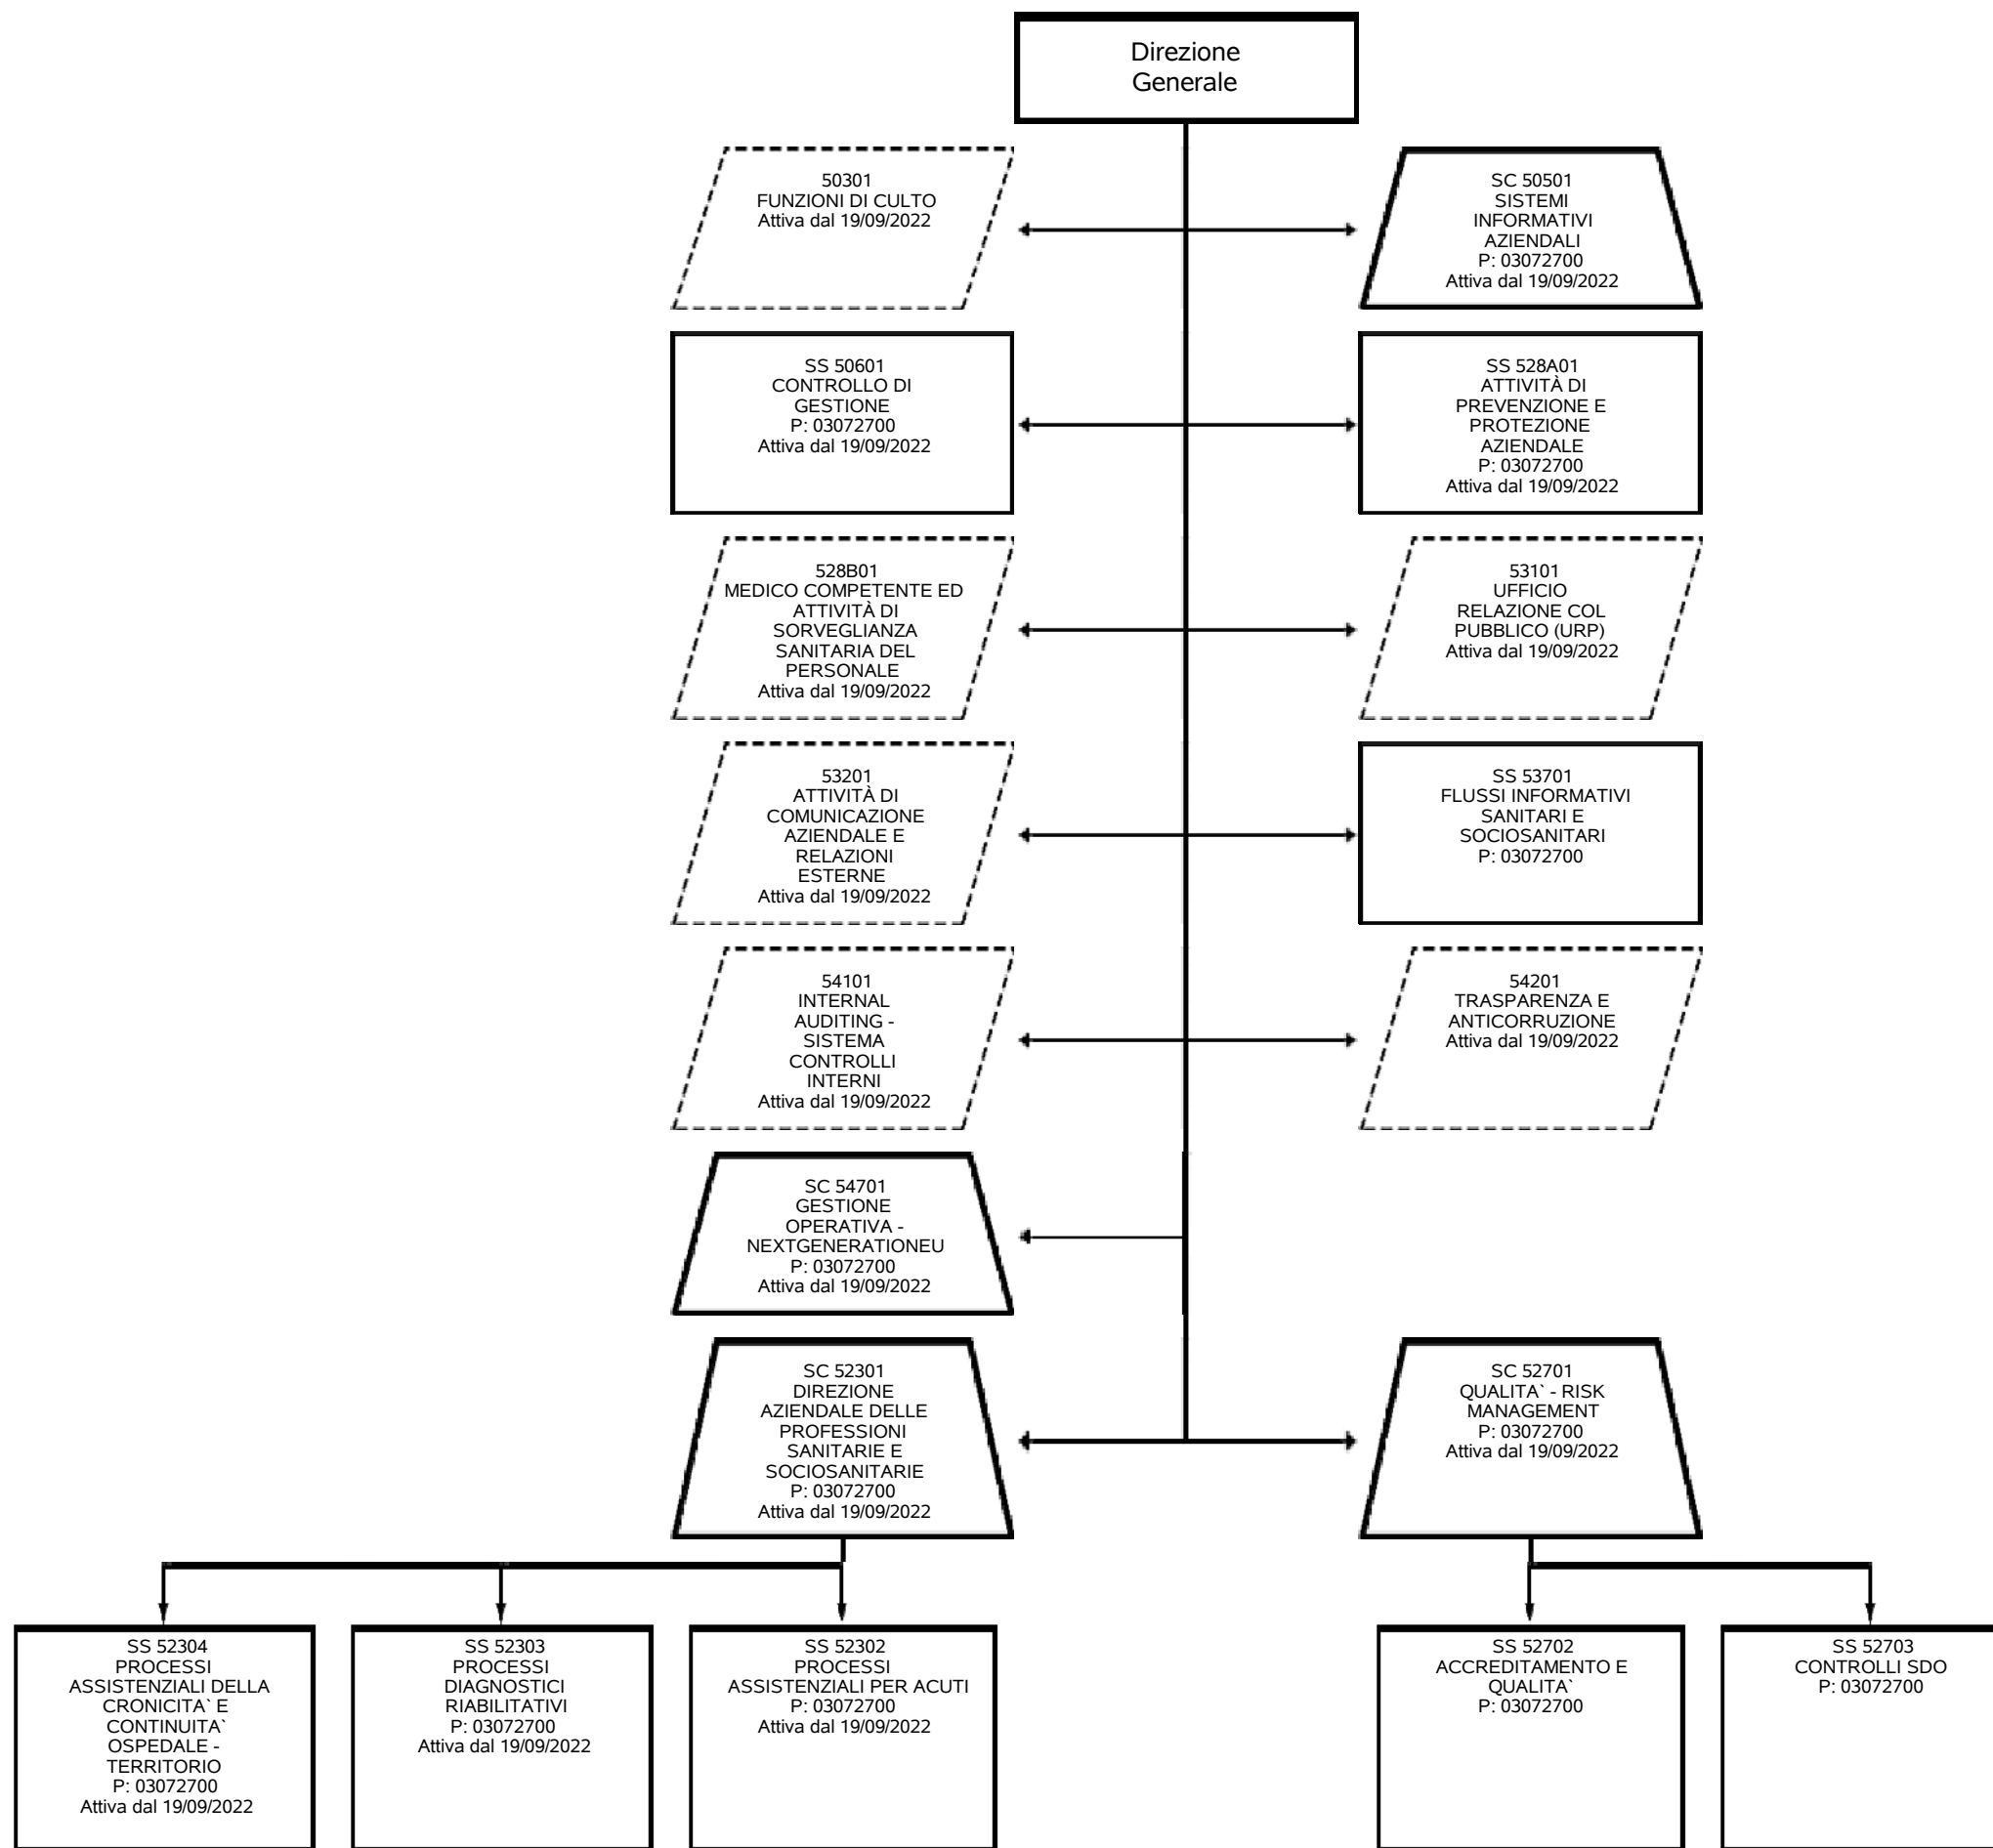 Direzione
Generale
50301
FUNZIONI DI CULTO
Attiva dal 19/09/2022
SC 50501
SISTEMI
INFORMATIVI
AZIENDALI
P: 03072700
Attiva dal 19/09/2022
SS 50601
CONTROLLO DI
GESTIONE
P: 03072700
Attiva dal 19/09/2022
SS 528A01
ATTIVITÀ DI
PREVENZIONE E
PROTEZIONE
AZIENDALE
P: 03072700
Attiva dal 19/09/2022
528B01
MEDICO COMPETENTE ED
ATTIVITÀ DI
SORVEGLIANZA
SANITARIA DEL
PERSONALE
Attiva dal 19/09/2022
53101
UFFICIO
RELAZIONE COL
PUBBLICO (URP)
Attiva dal 19/09/2022
53201
ATTIVITÀ DI
COMUNICAZIONE
AZIENDALE E
RELAZIONI
ESTERNE
Attiva dal 19/09/2022
SS 53701
FLUSSI INFORMATIVI
SANITARI E
SOCIOSANITARI
P: 03072700
54101
INTERNAL
AUDITING -
SISTEMA
CONTROLLI
INTERNI
Attiva dal 19/09/2022
54201
TRASPARENZA E
ANTICORRUZIONE
Attiva dal 19/09/2022
SC 54701
GESTIONE
OPERATIVA -
NEXTGENERATIONEU
P: 03072700
Attiva dal 19/09/2022
SC 52301
DIREZIONE
AZIENDALE DELLE
PROFESSIONI
SANITARIE E
SOCIOSANITARIE
P: 03072700
Attiva dal 19/09/2022
SC 52701
QUALITA` - RISK
MANAGEMENT
P: 03072700
Attiva dal 19/09/2022
SS 52304
PROCESSI
ASSISTENZIALI DELLA
CRONICITA` E
CONTINUITA`
OSPEDALE -
TERRITORIO
P: 03072700
Attiva dal 19/09/2022
SS 52303
PROCESSI
DIAGNOSTICI
RIABILITATIVI
P: 03072700
Attiva dal 19/09/2022
SS 52302
PROCESSI
ASSISTENZIALI PER ACUTI
P: 03072700
Attiva dal 19/09/2022
SS 52702
ACCREDITAMENTO E
QUALITA`
P: 03072700
SS 52703
CONTROLLI SDO
P: 03072700